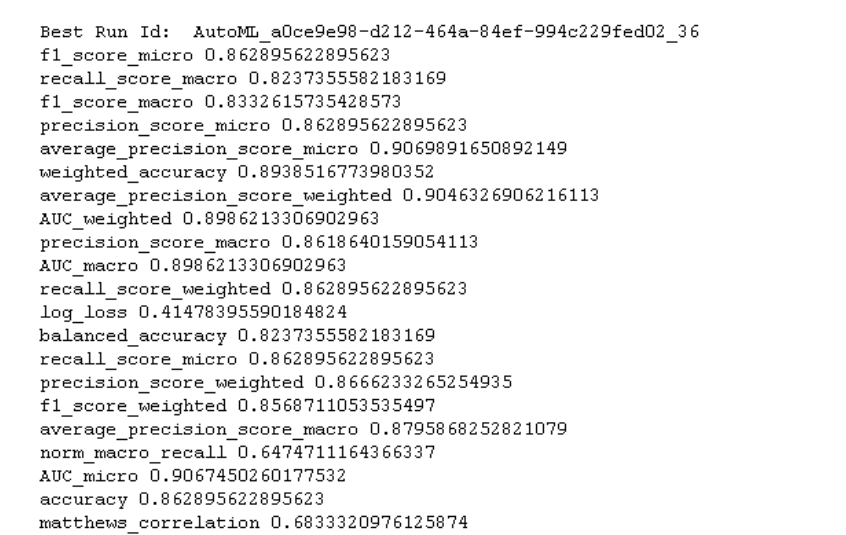 Best Run Id:  AutoML_a0ce9e98-d212-464a-84ef-994c229fed02_36
f1_score_micro 0.862895622895623
recall_score_macro 0.8237355582183169
f1_score_macro 0.8332615735428573
precision_score_micro 0.862895622895623
average_precision_score_micro 0.9069891650892149
weighted_accuracy 0.8938516773980352
average_precision_score_weighted 0.9046326906216113
AUC_weighted 0.8986213306902963
precision_score_macro 0.8618640159054113
AUC_macro 0.8986213306902963
recall_score_weighted 0.862895622895623
log_loss 0.41478395590184824
balanced_accuracy 0.8237355582183169
recall_score_micro 0.862895622895623
precision_score_weighted 0.8666233265254935
f1_score_weighted 0.8568711053535497
average_precision_score_macro 0.8795868252821079
norm_macro_recall 0.6474711164366337
AUC_micro 0.9067450260177532
accuracy 0.862895622895623
matthews_correlation 0.6833320976125874